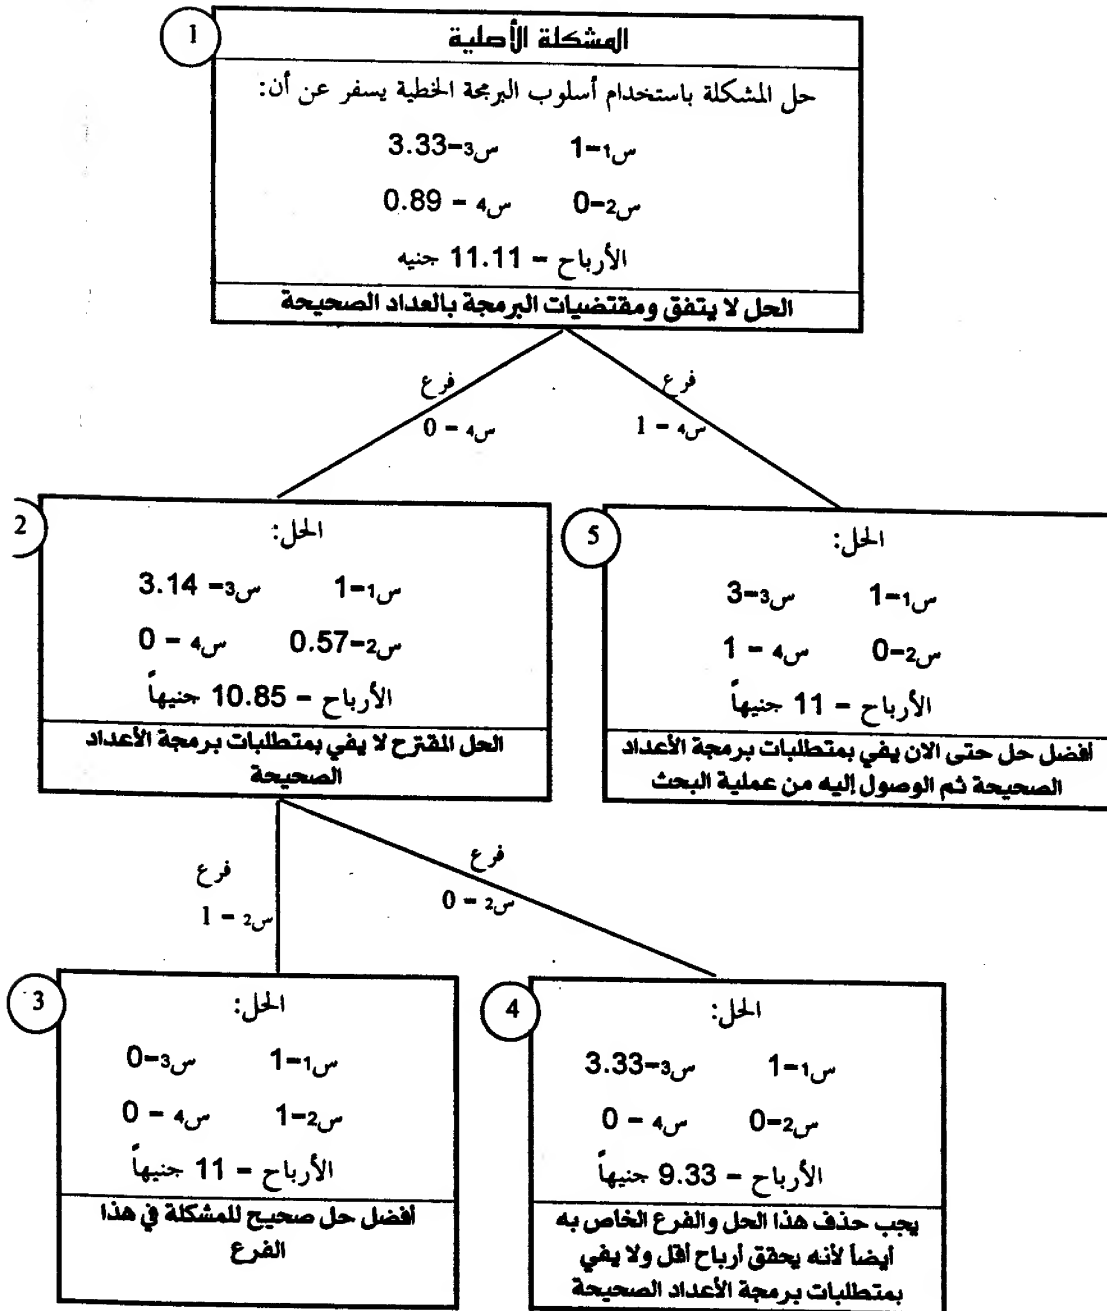 1
المشكلة الأصلية
حل المشكلة باستخدام أسلوب البرمجة الخطية يسفر عن أن:
س1=1 س3=3.33
س2=0 س4 = 0.89
الأرباح = 11.11 جنيه
الحل لا يتفق ومقتضيات البرمجة بالعداد الصحيحة
فرع
س4 = 1
فرع
س4 = 0
2
الحل:
س1=1 س3= 3.14
س2=0.57 س4 = 0
الأرباح = 10.85 جنيهاً
الحل المقترح لا يفي بمتطلبات برمجة الأعداد
الصحيحة
5
الحل:
س1=1 س3=3
س2=0 س4 = 1
الأرباح = 11 جنيهاً
أفضل حل حتى الان يفي بمتطلبات برمجة الأعداد
الصحيحة ثم الوصول إليه من عملية البحث
فرع
س2 = 1
فرع
س2 = 0
3
الحل:
س1=1 س3=0
س2=1 س4 = 0
الأرباح = 11 جنيهاً
أفضل حل صحيح للمشكلة في هذا
الفرع
4
الحل:
س1=1 س3=3.33
س2=0 س4 = 0
الأرباح = 9.33 جنيهاً
يجب حذف هذا الحل والفرع الخاص به
أيضاً لأنه يحقق أرباح أقل ولا يفي
بمتطلبات برمجة الأعداد الصحيحة